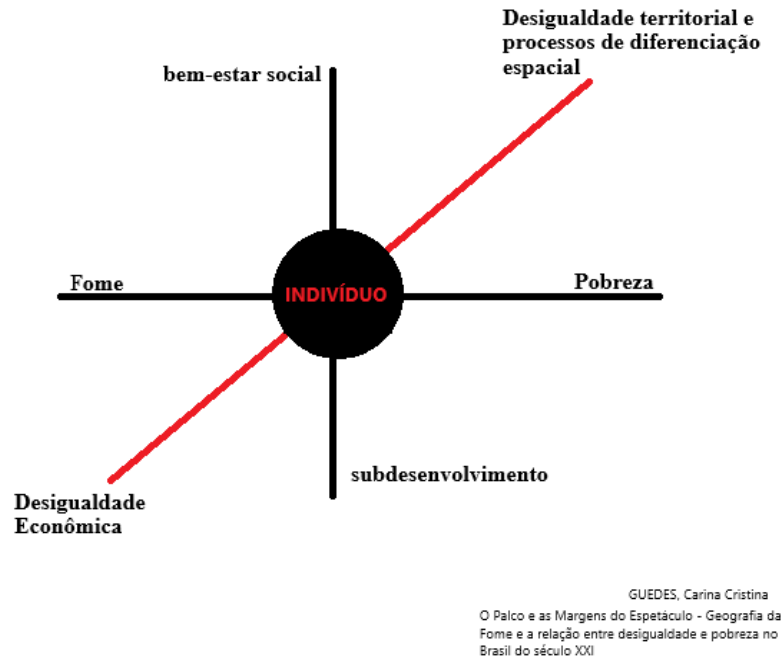 Desigualdade territorial e
processos de diferenciação
espacial
bem-estar social
Fome
INDIVÍDUO
Pobreza
subdesenvolvimento
Desigualdade
Econômica
GUEDES, Carina Cristina
O Palco e as Margens do Espetáculo - Geografia da
Fome e a relação entre desigualdade e pobreza no
Brasil do século XXI